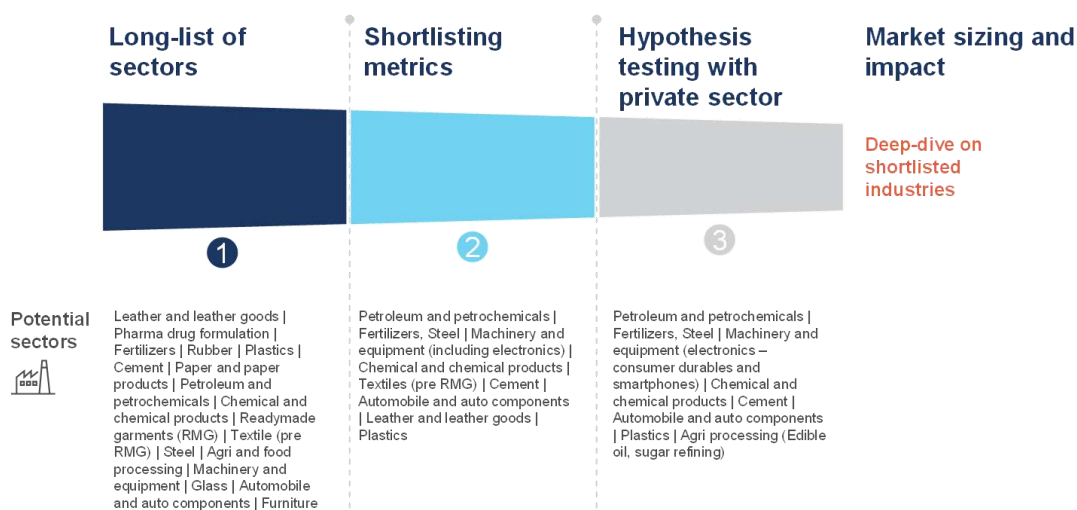 Long-list of
sectors
Shortlisting
metrics
Hypothesis
testing with
private sector
Market sizing and
impact
Deep-dive on
shortlisted
industries
1
2
3
Potential
sectors
Leather and leather goods |
Pharma drug formulation |
Fertilizers | Rubber | Plastics |
Cement | Paper and paper
products | Petroleum and
petrochemicals | Chemical and
chemical products | Readymade
garments (RMG) | Textile (pre
RMG) | Steel | Agri and food
processing | Machinery and
equipment | Glass | Automobile
and auto components | Furniture
Petroleum and petrochemicals |
Fertilizers, Steel | Machinery and
equipment (including electronics) |
Chemical and chemical products |
Textiles (pre RMG) | Cement |
Automobile and auto components
| Leather and leather goods |
Plastics
Petroleum and petrochemicals |
Fertilizers, Steel | Machinery and
equipment (electronics –
consumer durables and
smartphones) | Chemical and
chemical products | Cement |
Automobile and auto components
| Plastics | Agri processing (Edible
oil, sugar refining)